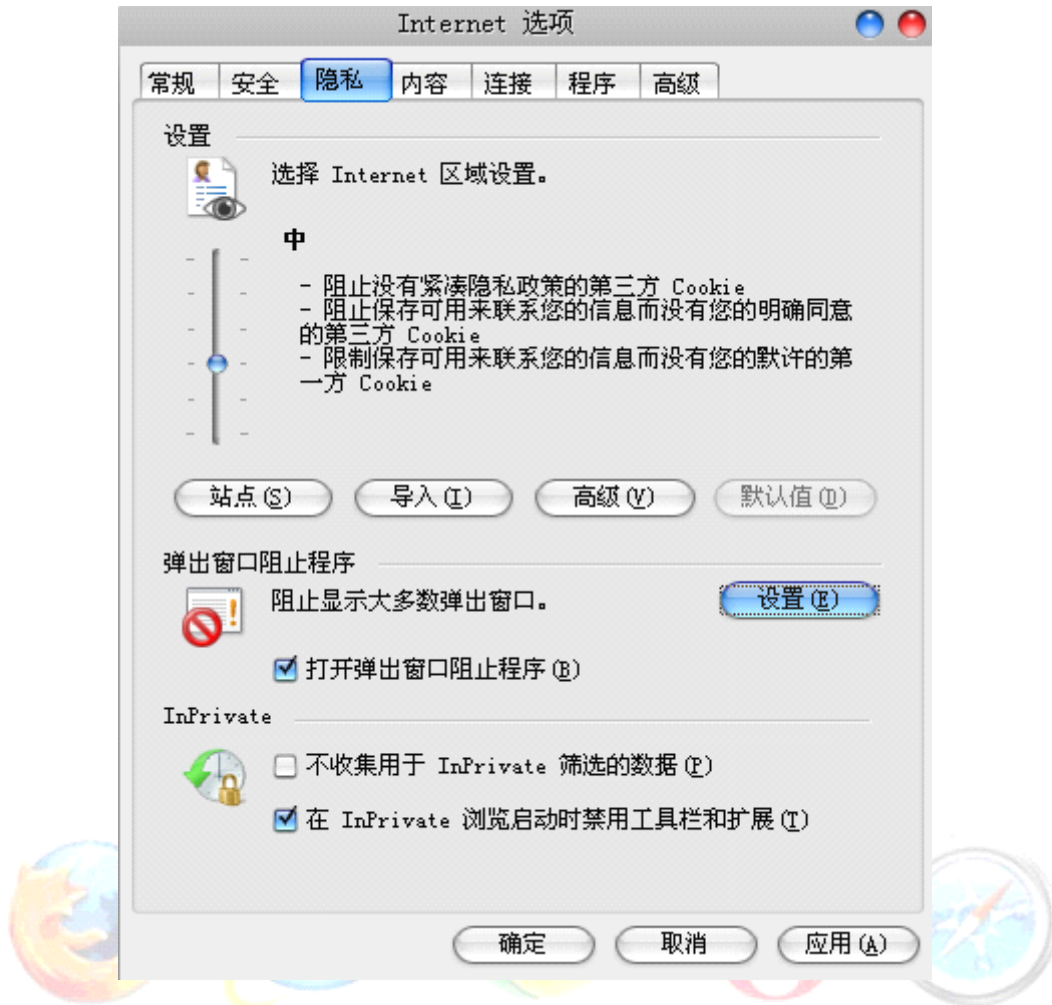 Internet 选项
常规 安全 隐私 内容 连接 程序 高级
设置
选择 Internet 区域设置。
中
- 阻止没有紧凑隐私政策的第三方 Cookie
- 阻止保存可用来联系您的信息而没有您的明确同意
的第三方 Cookie
- 限制保存可用来联系您的信息而没有您的默许的第
一方 Cookie
站点(S) 导入(I) 高级(V) 默认值(D)
弹出窗口阻止程序
阻止显示大多数弹出窗口。 设置(E)
打开弹出窗口阻止程序(B)
InPrivate
不收集用于 InPrivate 筛选的数据(P)
在 InPrivate 浏览启动时禁用工具栏和扩展(T)
确定 取消 应用(A)